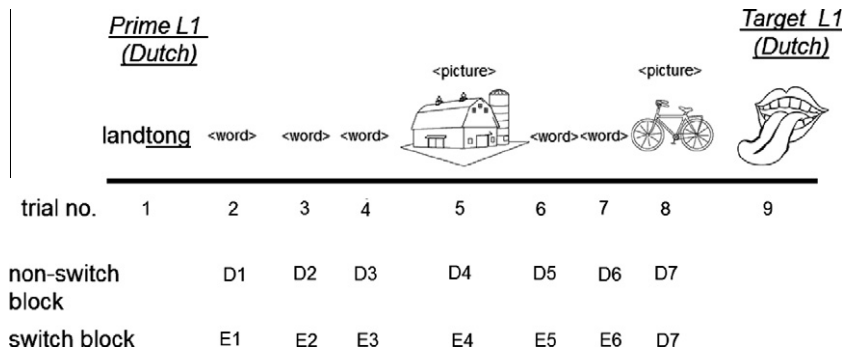 Prime L1
(Dutch)
Target L1
(Dutch)
<picture> <picture>
landtong <word> <word> <word> <word> <word>
trial no. 1 2 3 4 5 6 7 8 9
non-switch D1 D2 D3 D4 D5 D6 D7
block
switch block E1 E2 E3 E4 E5 E6 D7